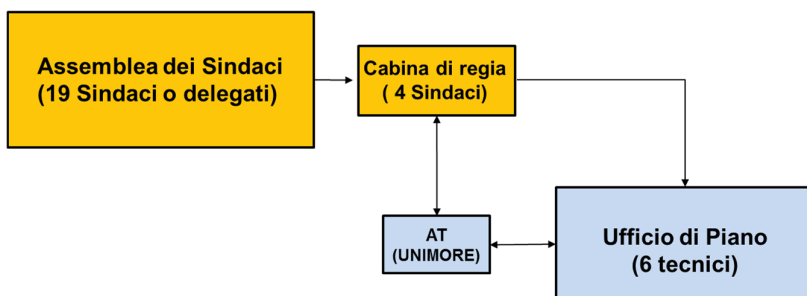 Assemblea dei Sindaci
(19 Sindaci o delegati)
Cabina di regia
( 4 Sindaci)
AT
(UNIMORE)
Ufficio di Piano
(6 tecnici)